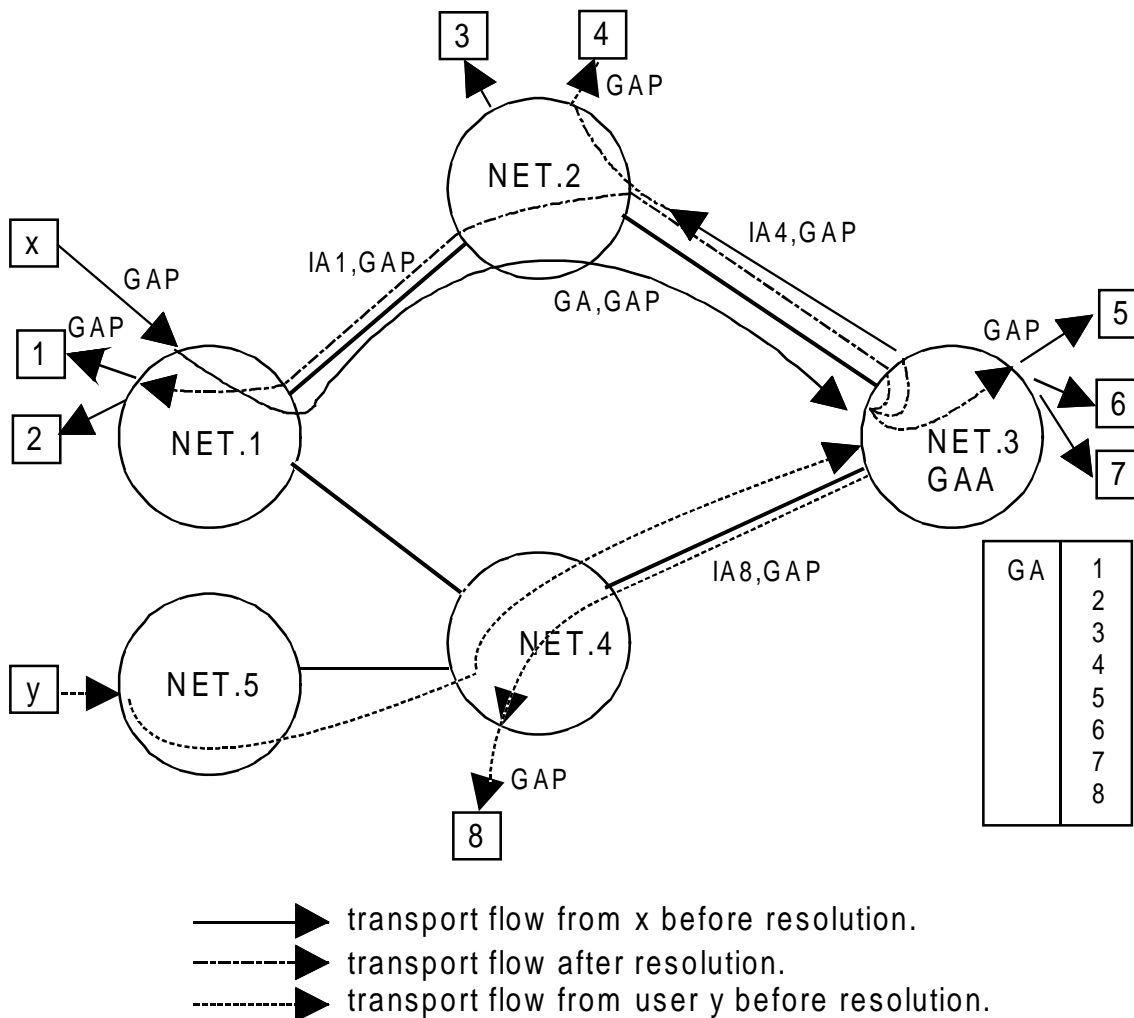 3
4
GAP
NET.2
x
IA4,GAP
IA1,GAP
GAP
GA,GAP
GAP
1
GAP
5
6
2
NET.1
NET.3
GAA
7
IA8,GAP
GA
1
2
3
4
5
6
7
8
NET.4
y
NET.5
GAP
8
transport flow from x before resolution.
transport flow after resolution.
transport flow from user y before resolution.